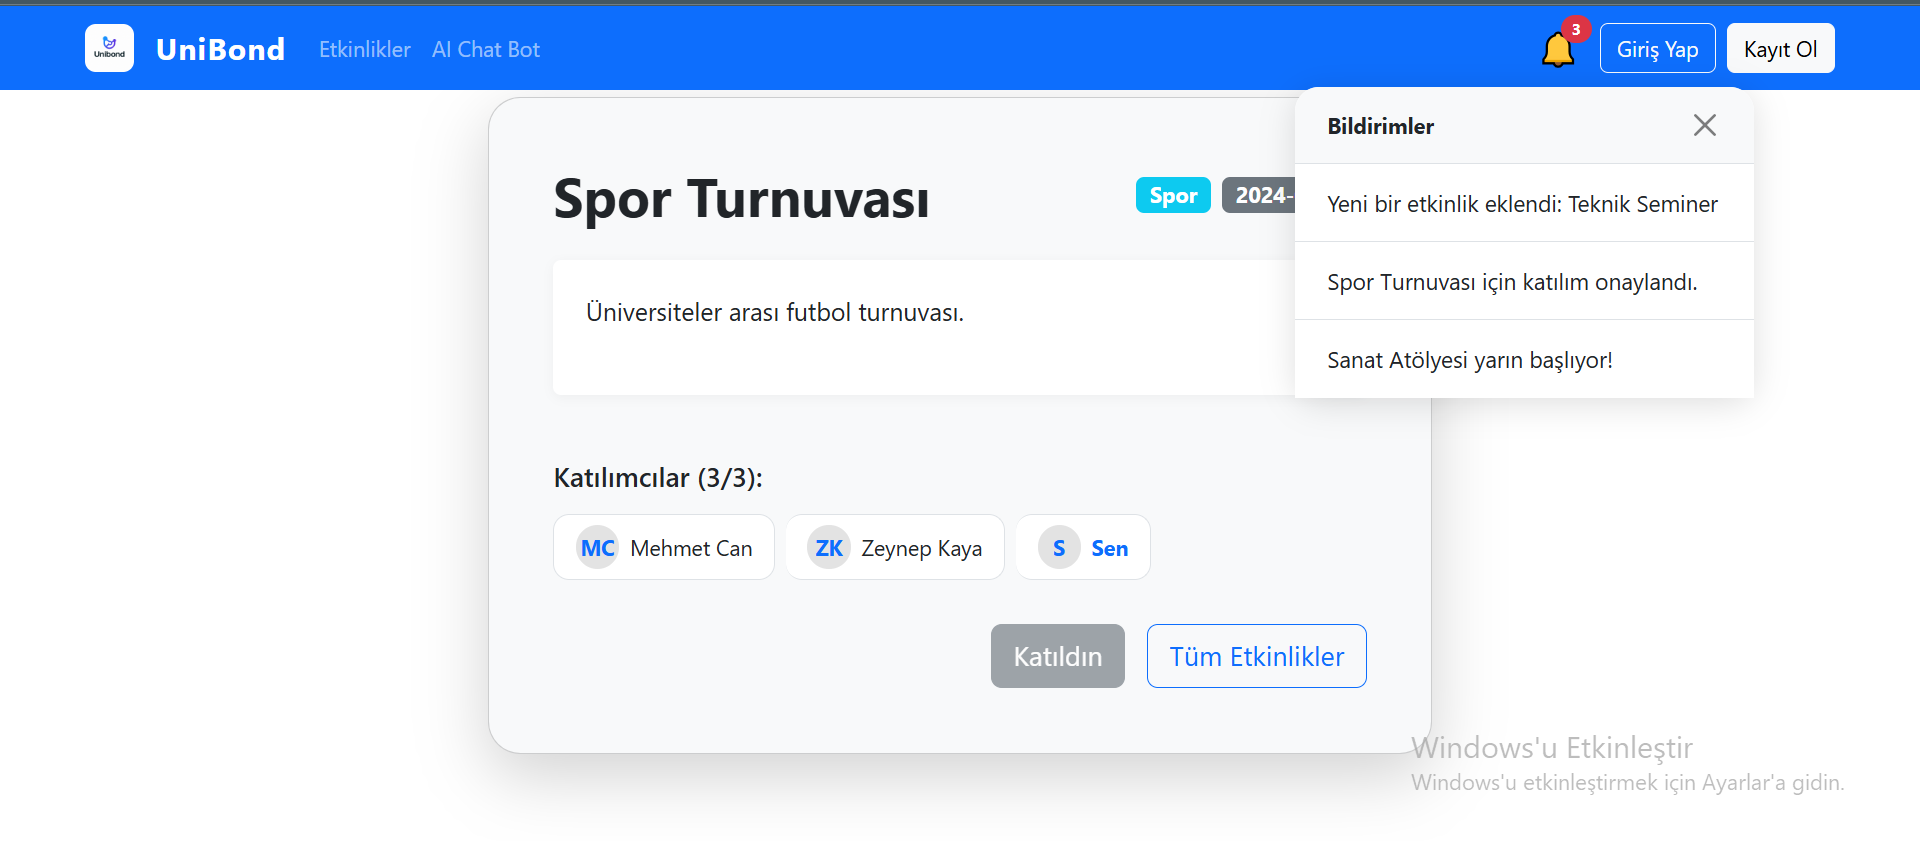 Unibond
UniBond
Etkinlikler
AI Chat Bot
3
Giriş Yap
Kayıt Ol
Bildirimler
Yeni bir etkinlik eklendi: Teknik Seminer
Spor Turnuvası için katılım onaylandı.
Sanat Atölyesi yarın başlıyor!
Spor Turnuvası
Spor
2024-
Üniversiteler arası futbol turnuvası.
Katılımcılar (3/3):
MC Mehmet Can
ZK Zeynep Kaya
S Sen
Katıldın
Tüm Etkinlikler
Windows'u Etkinleştir
Windows'u etkinleştirmek için Ayarlar'a gidin.